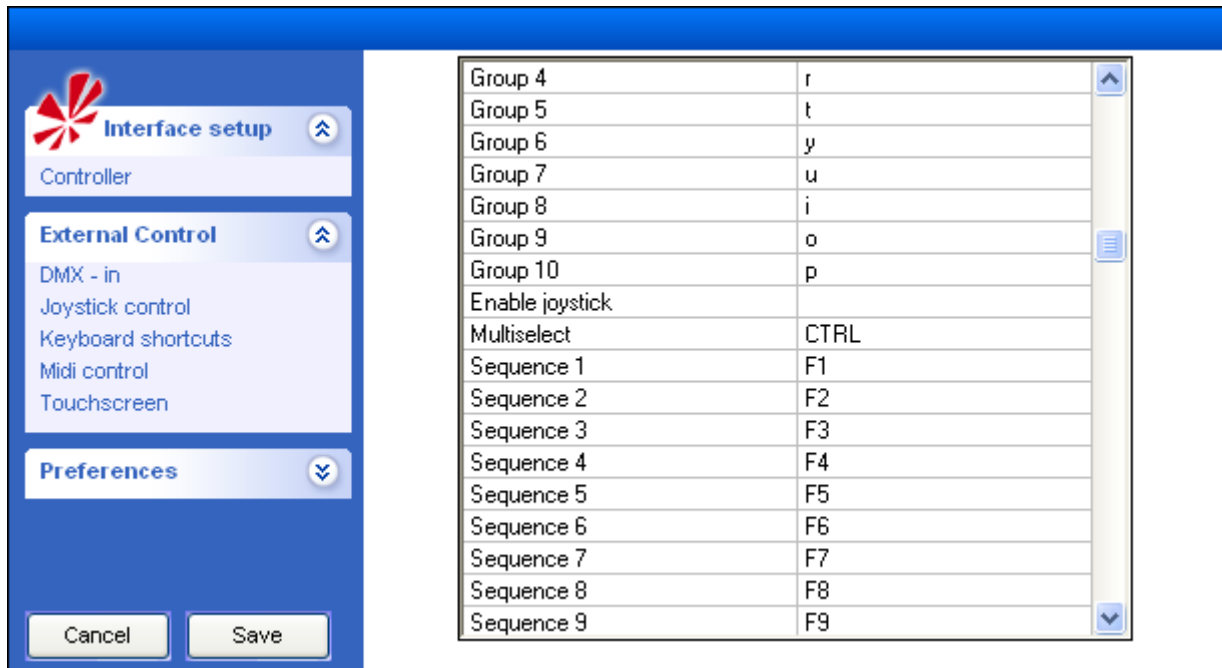 Interface setup
Controller
External Control
DMX - in
Joystick control
Keyboard shortcuts
Midi control
Touchscreen
Preferences
Cancel Save
Group 4 r
Group 5 t
Group 6 y
Group 7 u
Group 8 i
Group 9 o
Group 10 p
Enable joystick
Multiselect CTRL
Sequence 1 F1
Sequence 2 F2
Sequence 3 F3
Sequence 4 F4
Sequence 5 F5
Sequence 6 F6
Sequence 7 F7
Sequence 8 F8
Sequence 9 F9